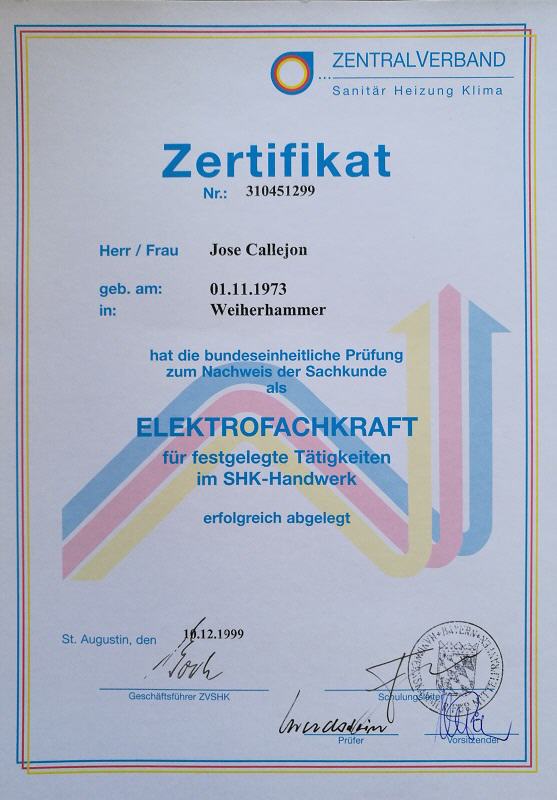 ZENTRALVERBAND
Sanitär Heizung Klima
Zertifikat
Nr.: 310451299
Herr / Frau Jose Callejon
geb. am: 01.11.1973
in: Weiherhammer
hat die bundeseinheitliche Prüfung
zum Nachweis der Sachkunde
als
ELEKTROFACHKRAFT
für festgelegte Tätigkeiten
im SHK-Handwerk
erfolgreich abgelegt
St. Augustin, den 10.12.1999
Geschäftsführer ZVSHK
Schulungsleiter
Prüfer
Vorsitzender
BAYERN